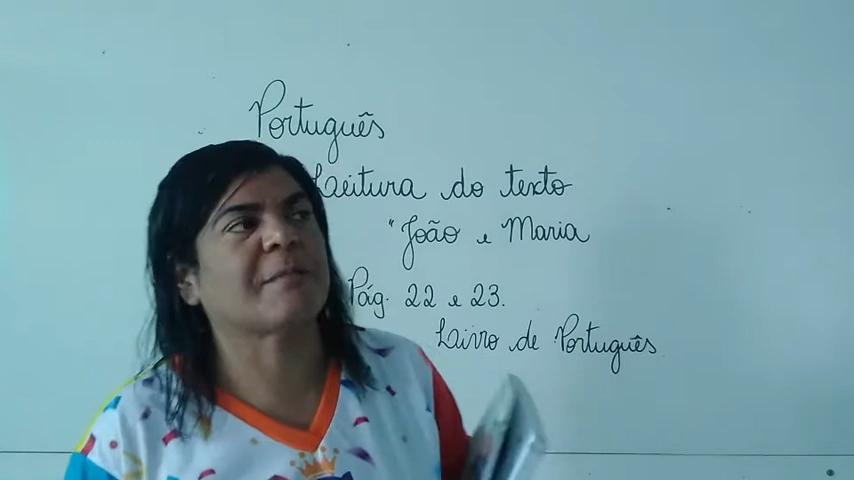 Português
Leitura do texto
"João e Maria
Pág. 22 e 23.
Livro de Português